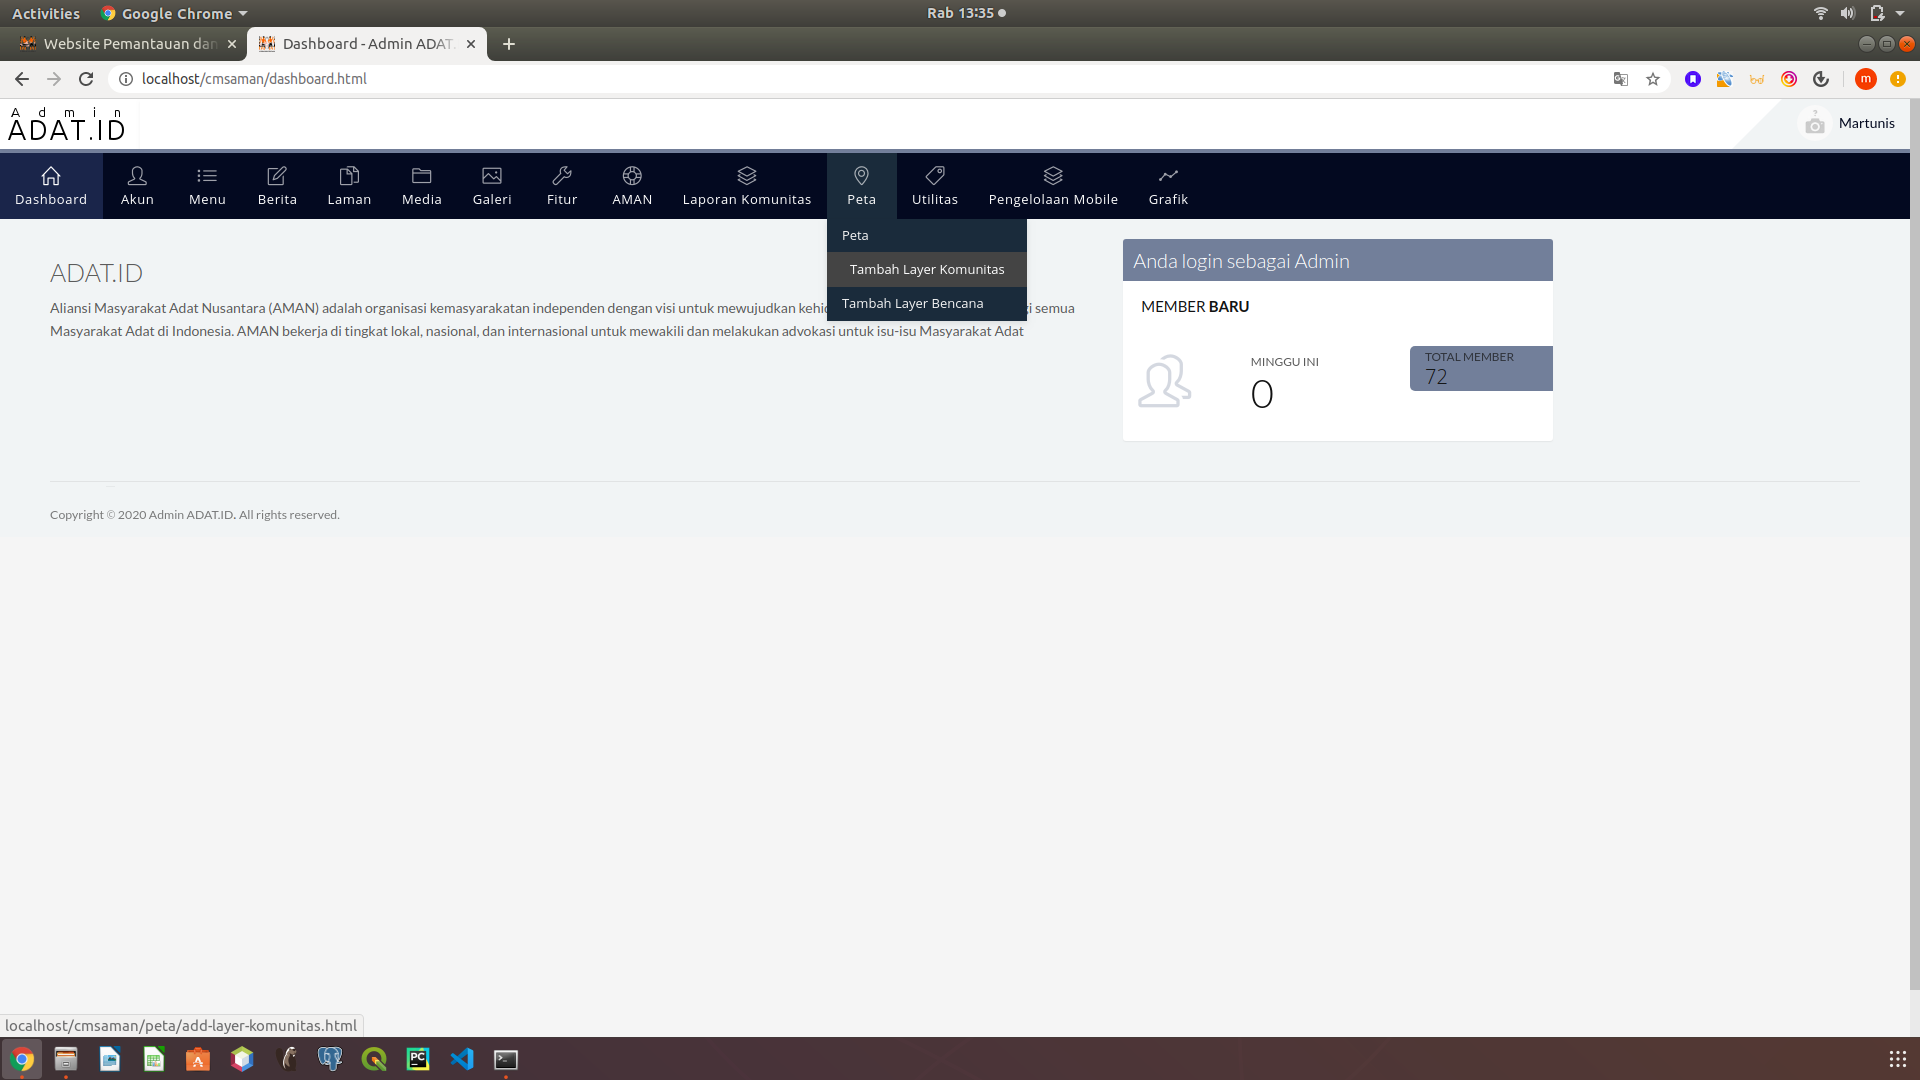 Activities Google Chrome Rab 13:35
Website Pemantauan dan Dashboard - Admin ADAT.
localhost/cmsaman/dashboard.html m
Admin
ADAT.ID
Martunis
Dashboard Akun Menu Berita Laman Media Galeri Fitur AMAN Laporan Komunitas Peta Utilitas Pengelolaan Mobile Grafik
Peta
Tambah Layer Komunitas
Tambah Layer Bencana
ADAT.ID
Aliansi Masyarakat Adat Nusantara (AMAN) adalah organisasi kemasyarakatan independen dengan visi untuk mewujudkan semua
Masyarakat Adat di Indonesia. AMAN bekerja di tingkat lokal, nasional, dan internasional untuk mewakili dan melakukan advokasi untuk isu-isu Masyarakat Adat
Anda login sebagai Admin
MEMBER BARU
MINGGU INI
0
TOTAL MEMBER
72
Copyright © 2020 Admin ADAT.ID. All rights reserved.
localhost/cmsaman/peta/add-layer-komunitas.html
PC